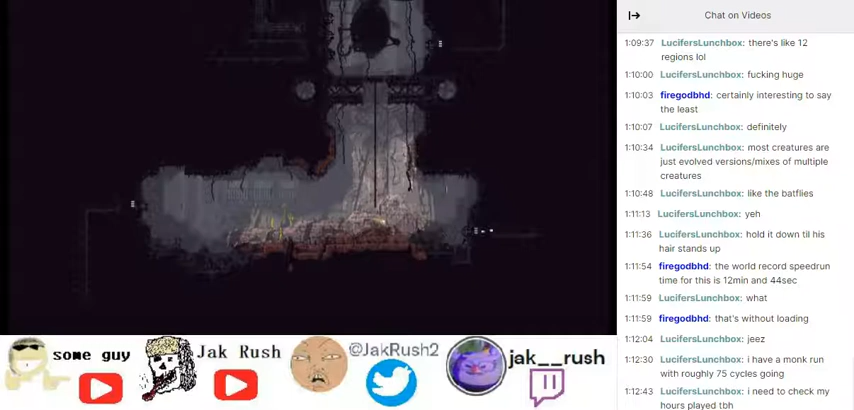 Chat on Videos
1:09:37 LucifersLunchbox: there's like 12
regions lol
1:10:00 LucifersLunchbox: fucking huge
1:10:03 firegodbhd: certainly interesting to say
the least
1:10:07 LucifersLunchbox: definitely
1:10:34 LucifersLunchbox: most creatures are
just evolved versions/mixes of multiple
creatures
1:10:48 LucifersLunchbox: like the batflies
1:11:13 LucifersLunchbox: yeh
1:11:36 LucifersLunchbox: hold it down til his
hair stands up
1:11:54 firegodbhd: the world record speedrun
time for this is 12min and 44sec
1:11:59 LucifersLunchbox: what
1:11:59 firegodbhd: that's without loading
1:12:04 LucifersLunchbox: jeez
1:12:30 LucifersLunchbox: i have a monk run
with roughly 75 cycles going
1:12:43 LucifersLunchbox: i need to check my
hours played tbh
some guy
Jak Rush
@JakRush2
jak__rush